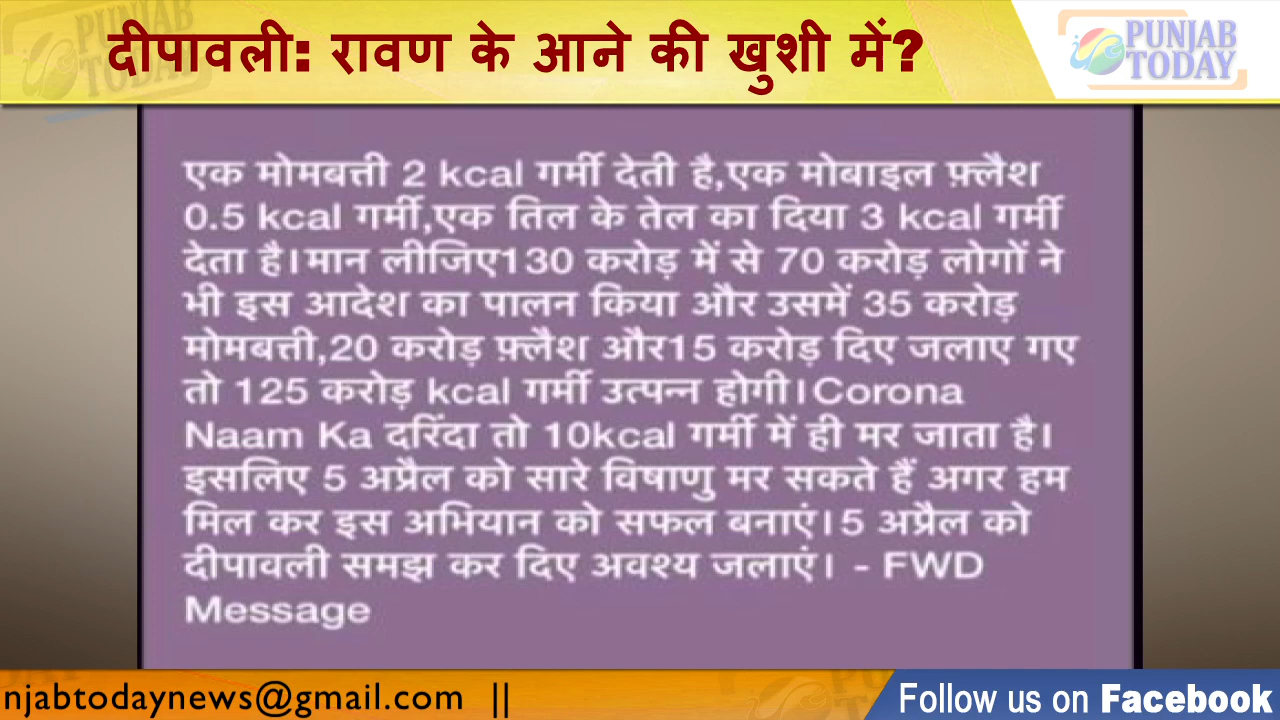 दीपावली: रावण के आने की खुशी में?
PUNJAB
TODAY
एक मोमबत्ती 2 kcal गर्मी देती है,एक मोबाइल फ़्लैश
0.5 kcal गर्मी,एक तिल के तेल का दिया 3 kcal गर्मी
देता है।मान लीजिए130 करोड़ में से 70 करोड़ लोगों ने
भी इस आदेश का पालन किया और उसमें 35 करोड़
मोमबत्ती,20 करोड़ फ़्लैश और15 करोड़ दिए जलाए गए
तो 125 करोड़ kcal गर्मी उत्पन्न होगी।Corona
Naam Ka दरिंदा तो 10kcal गर्मी में ही मर जाता है।
इसलिए 5 अप्रैल को सारे विषाणु मर सकते हैं अगर हम
मिल कर इस अभियान को सफल बनाएं।5 अप्रैल को
दीपावली समझ कर दिए अवश्य जलाएं। - FWD
Message
njabtodaynews@gmail.com ||
Follow us on Facebook